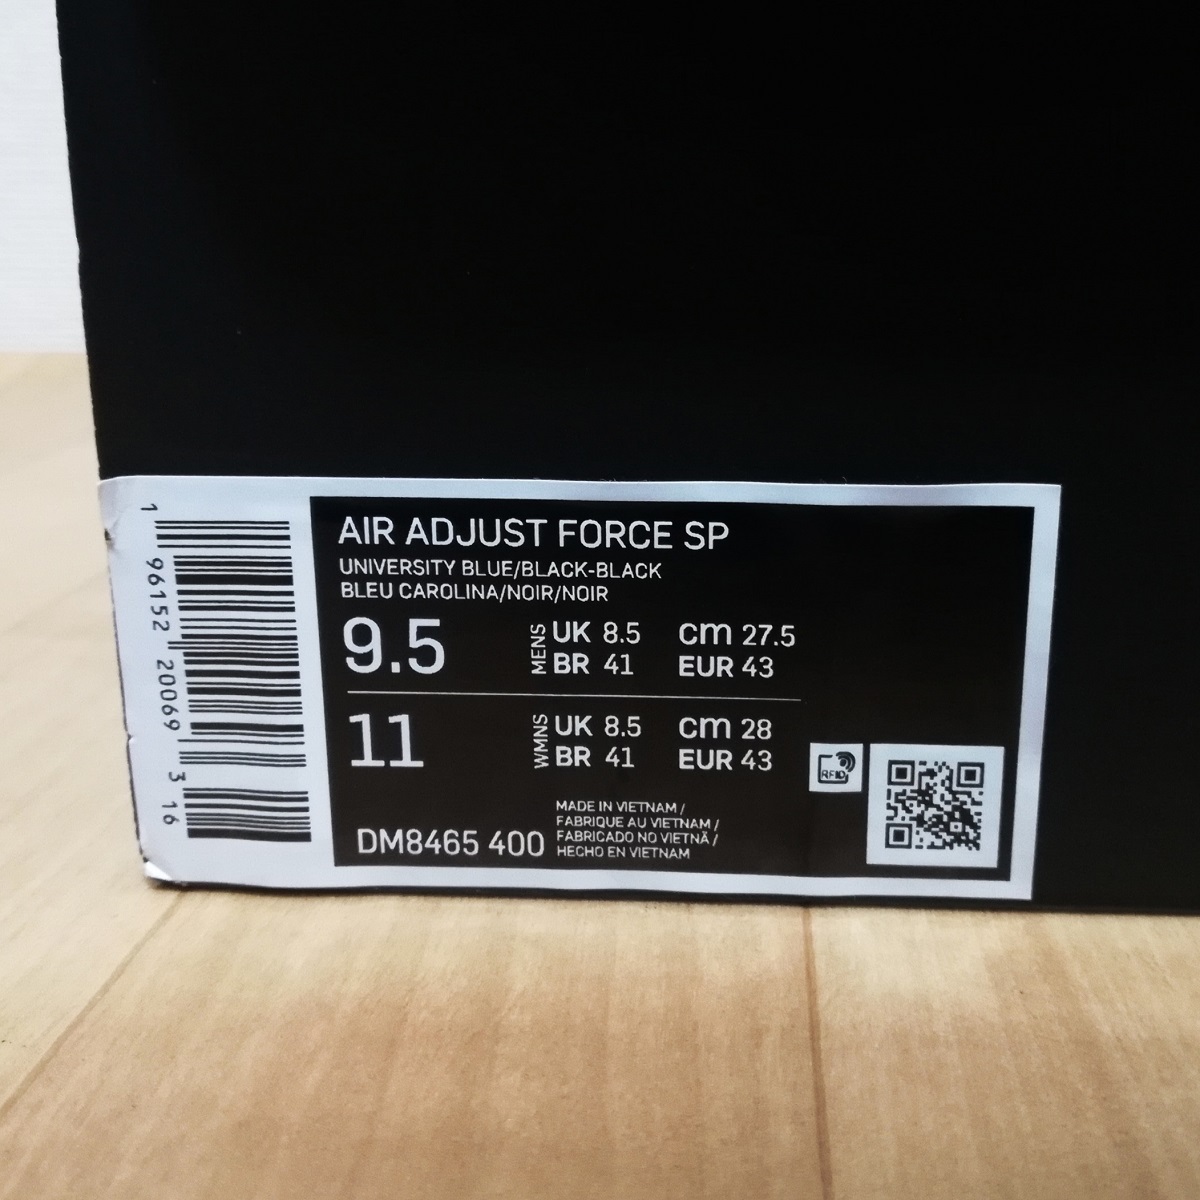 AIR ADJUST FORCE SP
UNIVERSITY BLUE/BLACK-BLACK
BLEU CAROLINA/NOIR/NOIR
9.5 MENS UK 8.5 cm 27.5
BR 41 EUR 43
11 WMNS UK 8.5 cm 28
BR 41 EUR 43
RFID
MADE IN VIETNAM /
FABRIQUE AU VIETNAM /
FABRICADO NO VIETNÃ /
HECHO EN VIETNAM
DM8465 400
1 96152 20069 3 16